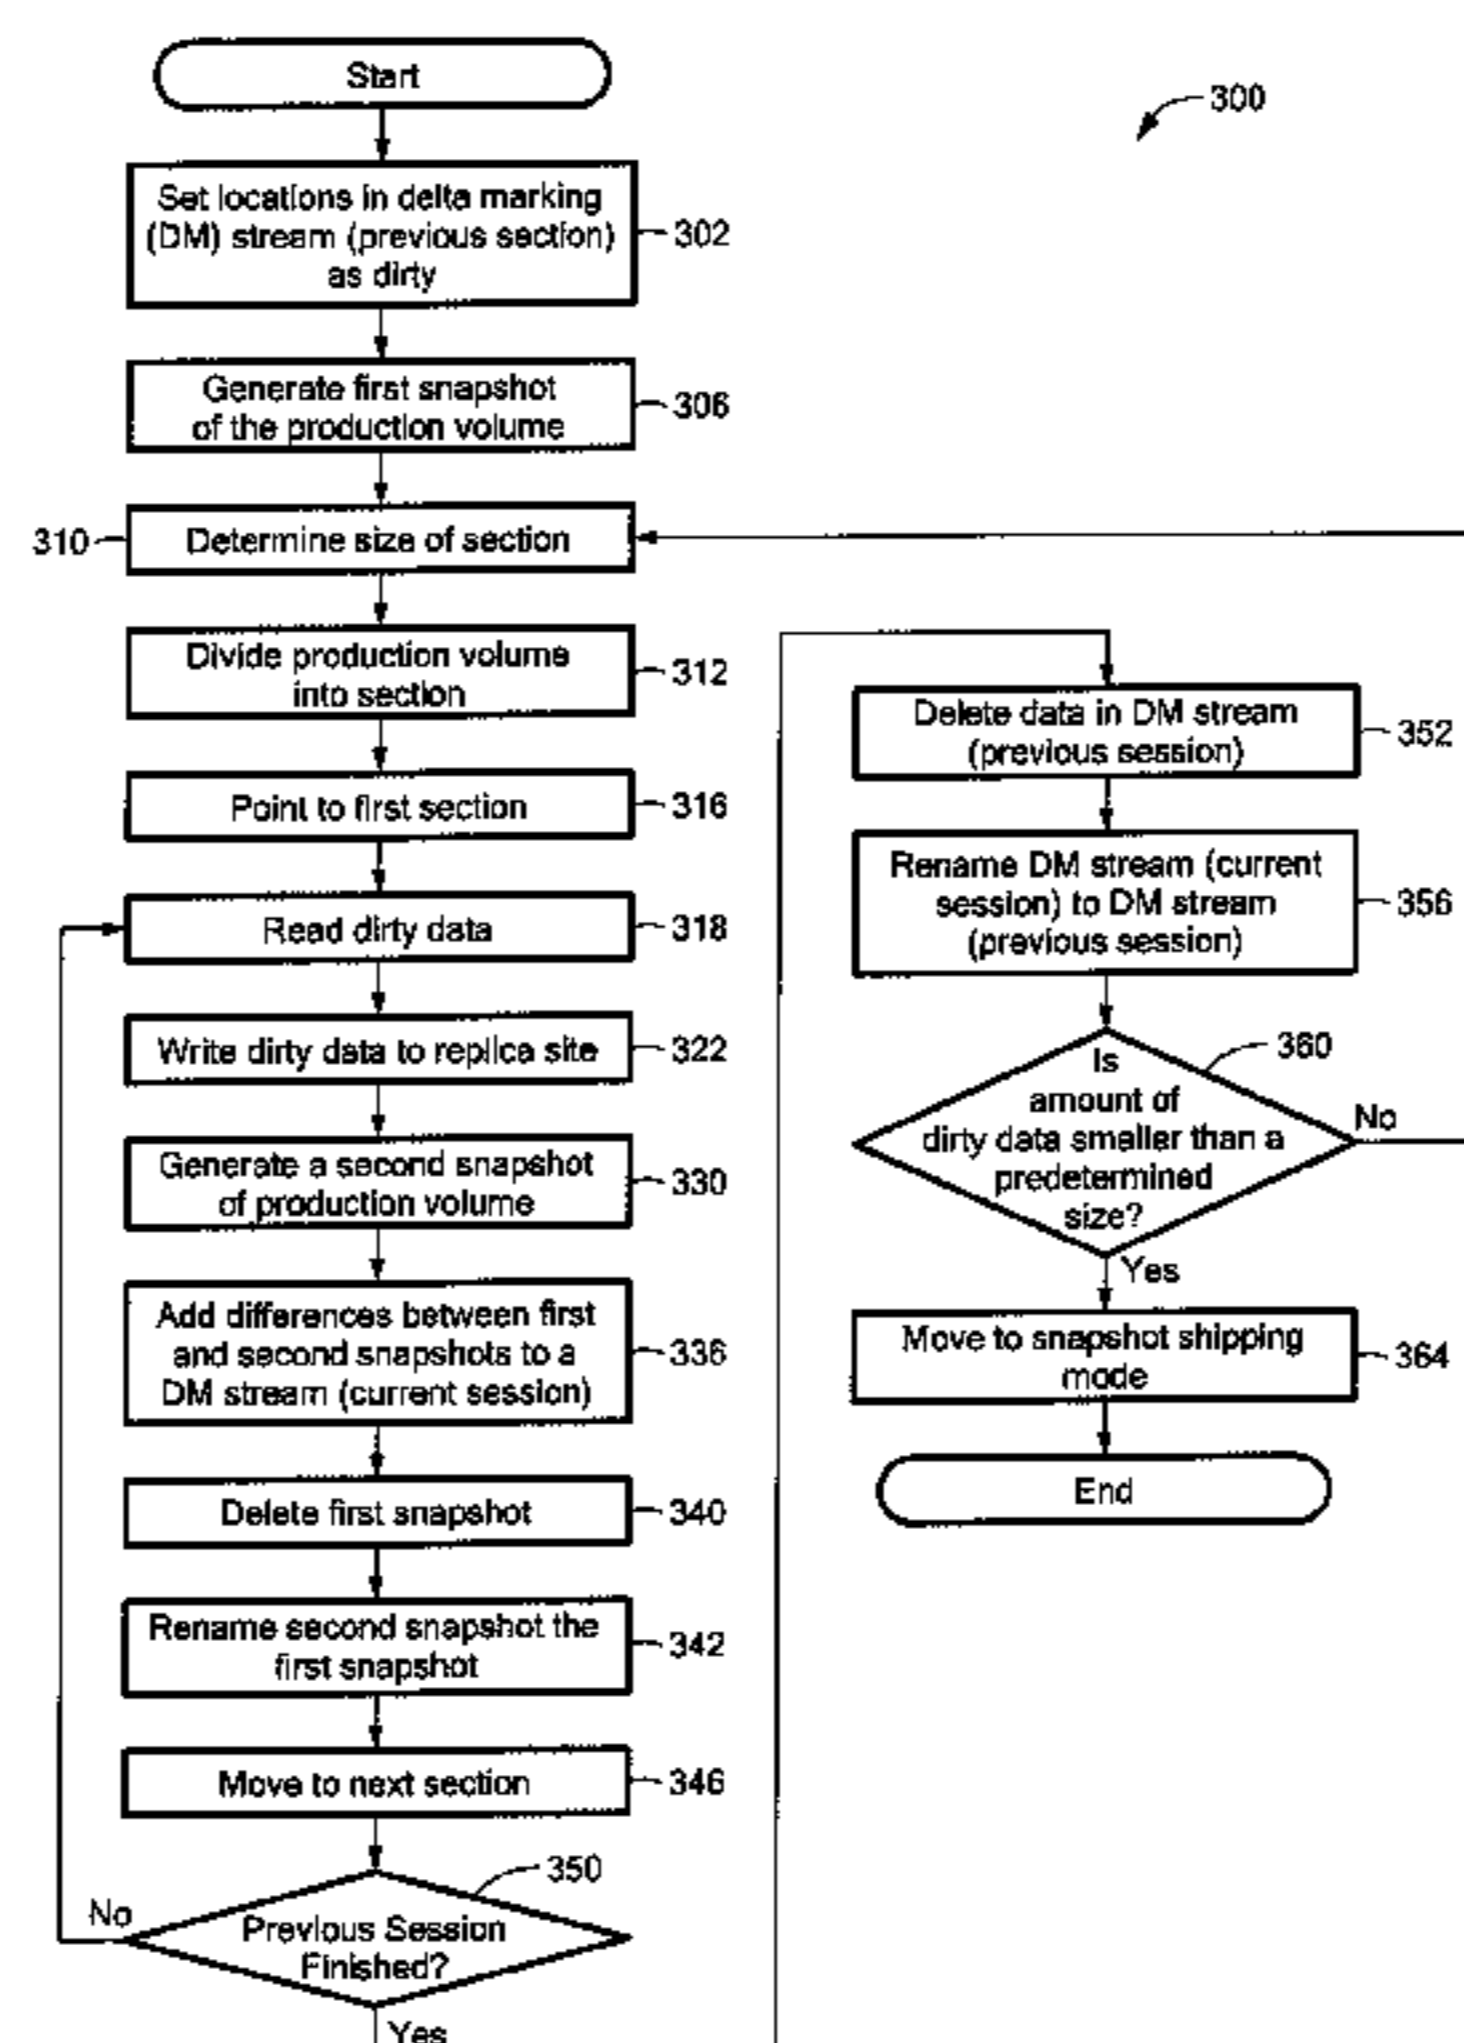 Start
300
Set locations in delta marking
(DM) stream (previous section)
as dirty
302
Generate first snapshot
of the production volume
306
310
Determine size of section
Divide production volume
into section
312
Point to first section
316
Read dirty data
318
Write dirty data to replica site
322
Generate a second snapshot
of production volume
330
Add differences between first
and second snapshots to a
DM stream (current session)
336
Delete first snapshot
340
Rename second snapshot the
first snapshot
342
Move to next section
346
350
No
Previous Session
Finished?
Yes
Delete data in DM stream
(previous session)
352
Rename DM stream (current
session) to DM stream
(previous session)
356
360
Is
amount of
dirty data smaller than a
predetermined
size?
No
Yes
Move to snapshot shipping
mode
364
End